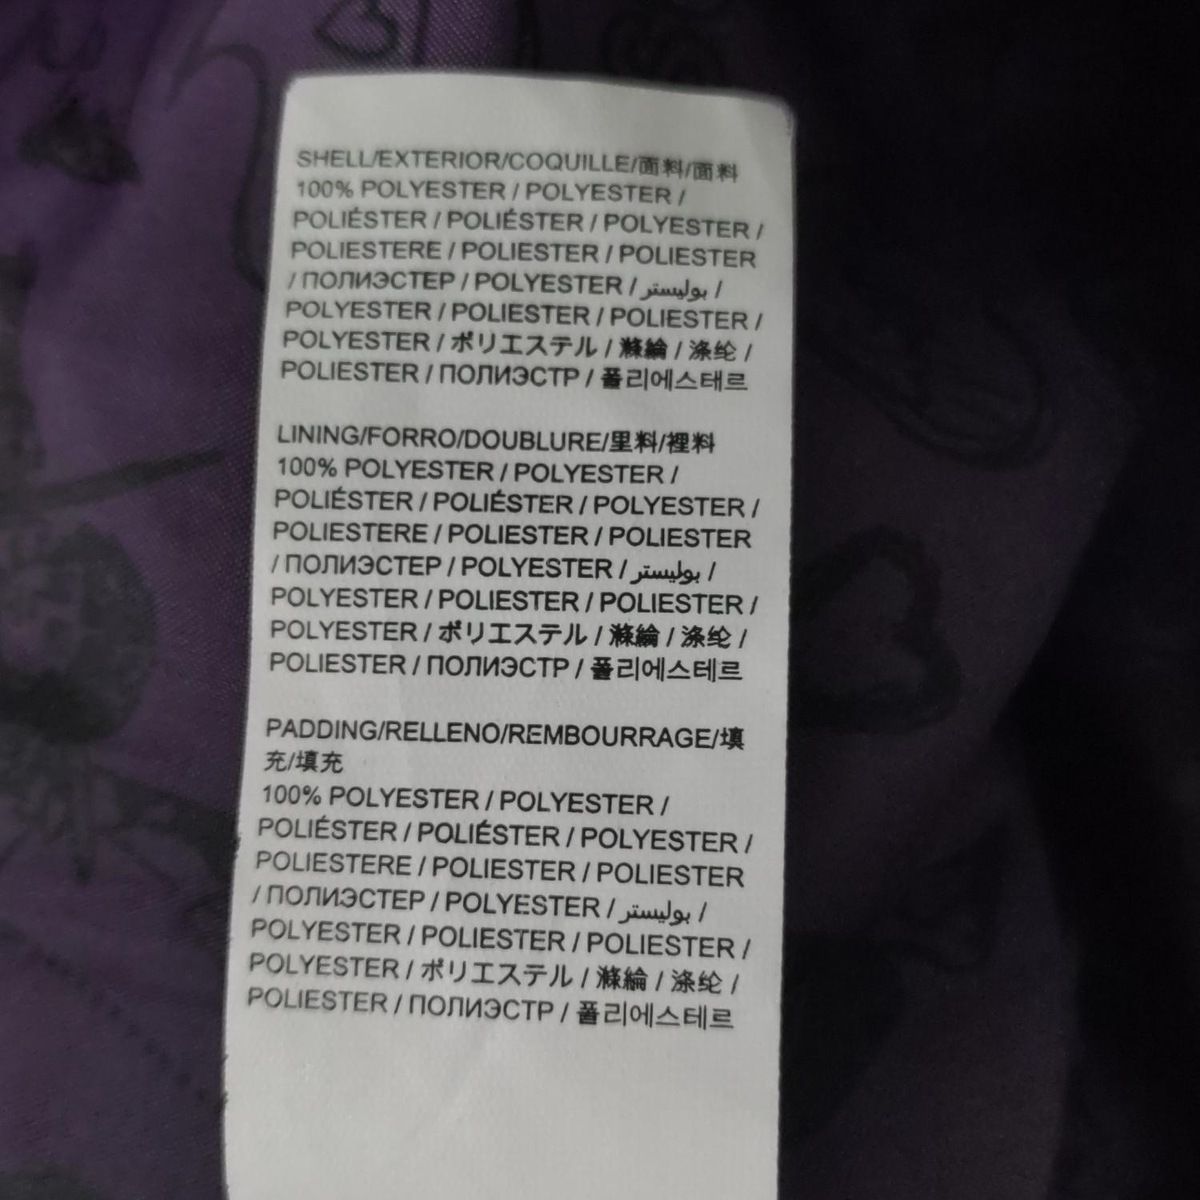 SHELL/EXTERIOR/COQUILLE/面料/面料
100% POLYESTER / POLYESTER /
POLIÉSTER / POLIÉSTER / POLYESTER /
POLIESTERE / POLIESTER / POLIESTER
/ ПОЛИЭСТЕР / POLYESTER / بوليستر /
POLYESTER / POLIESTER / POLIESTER /
POLYESTER / ポリエステル / 滌綸 / 涤纶 /
POLIESTER / ПОЛИЭСТР / 폴리에스테르
LINING/FORRO/DOUBLURE/里料/裡料
100% POLYESTER / POLYESTER /
POLIÉSTER / POLIÉSTER / POLYESTER /
POLIESTERE / POLIESTER / POLIESTER
/ ПОЛИЭСТЕР / POLYESTER / بوليستر /
POLYESTER / POLIESTER / POLIESTER /
POLYESTER / ポリエステル / 滌綸 / 涤纶 /
POLIESTER / ПОЛИЭСТР / 폴리에스테르
PADDING/RELLENO/REMBOURRAGE/填
充/填充
100% POLYESTER / POLYESTER /
POLIÉSTER / POLIÉSTER / POLYESTER /
POLIESTERE / POLIESTER / POLIESTER
/ ПОЛИЭСТЕР / POLYESTER / بوليستر /
POLYESTER / POLIESTER / POLIESTER /
POLYESTER / ポリエステル / 滌綸 / 涤纶 /
POLIESTER / ПОЛИЭСТР / 폴리에스테르